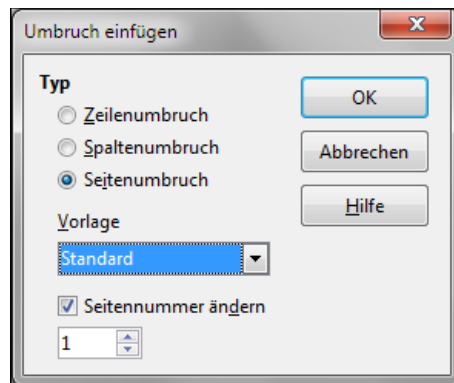 Umbruch einfügen
Typ
Zeilenumbruch
Spaltenumbruch
Seitenumbruch
Vorlage
Standard
Seitennummer ändern
1
OK
Abbrechen
Hilfe